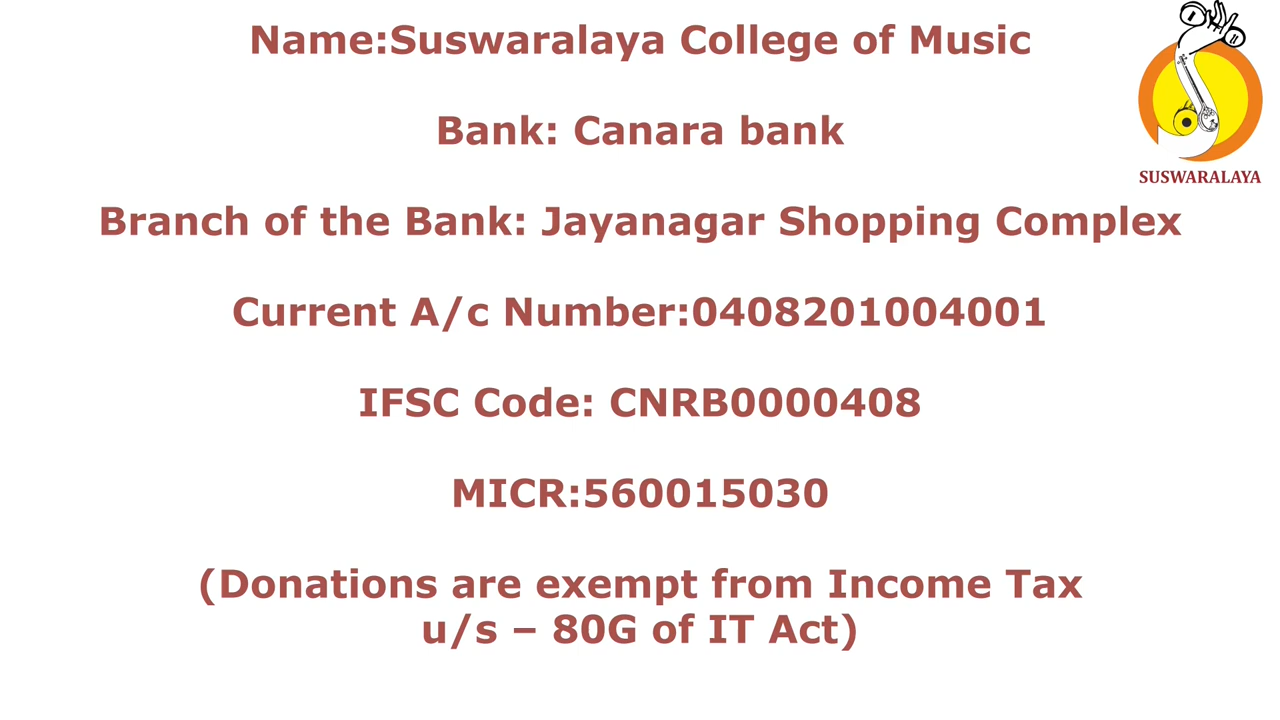 Name:Suswaralaya College of Music
SUSWARALAYA
Bank: Canara bank
Branch of the Bank: Jayanagar Shopping Complex
Current A/c Number:0408201004001
IFSC Code: CNRB0000408
MICR:560015030
(Donations are exempt from Income Tax
u/s – 80G of IT Act)